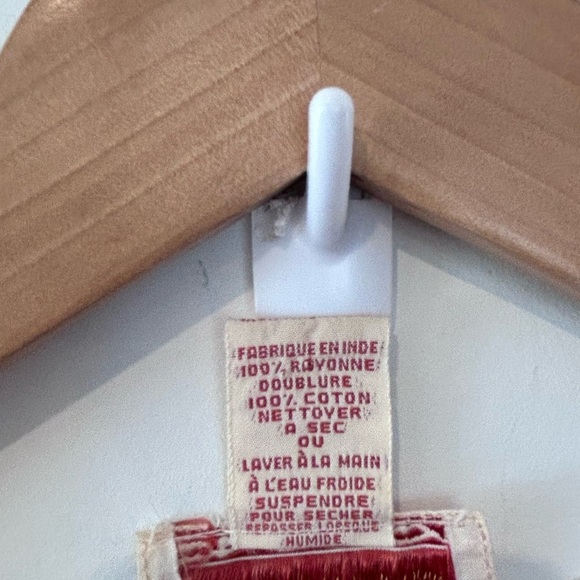 FABRIQUE EN INDE
100% RAYONNE
DOUBLURE
100% COTON
NETTOVER
A SEC
OU
LAVER À LA MAIN
À L'EAU FROIDE
SUSPENDRE
POUR SECHER
REPASSER LORSQUE
HUMIDE